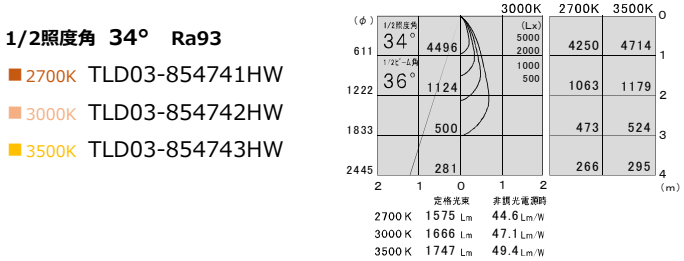 1/2照度角 34° Ra93
■ 2700K TLD03-854741HW
■ 3000K TLD03-854742HW
■ 3500K TLD03-854743HW
3000K 2700K 3500K
(φ) 1/2照度角 (Lx) 0
34° 4496 5000 4250 4714
611 2000 1
1/2ビーム角 1000
36° 1124 500 1063 1179
1222 2
500 473 524
1833 3
281 266 295
2445 4
2 1 0 1 2 (m)
定格光束 非損光電源時
2700K 1575 Lm 44.6 Lm/W
3000K 1666 Lm 47.1 Lm/W
3500K 1747 Lm 49.4 Lm/W